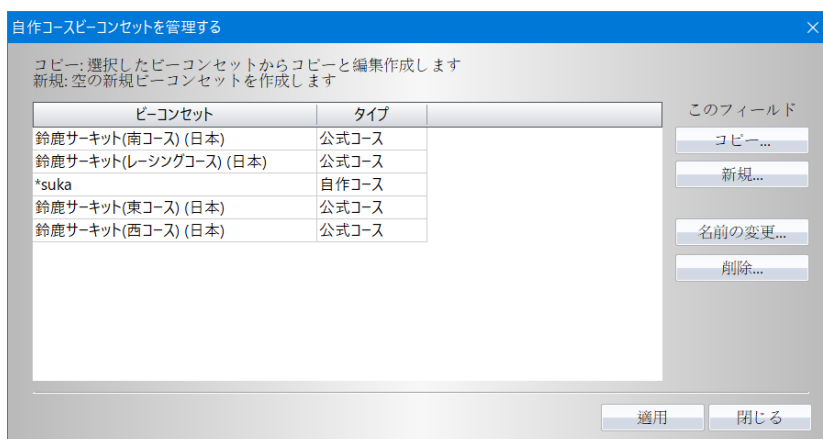 自作コースビーコンセットを管理する
コピー: 選択したビーコンセットからコピーと編集作成します
新規: 空の新規ビーコンセットを作成します
このフィールド
ビーコンセット タイプ
鈴鹿サーキット(南コース) (日本) 公式コース
鈴鹿サーキット(レーシングコース) (日本) 公式コース
*suka 自作コース
鈴鹿サーキット(東コース) (日本) 公式コース
鈴鹿サーキット(西コース) (日本) 公式コース
コピー...
新規...
名前の変更...
削除...
適用 閉じる